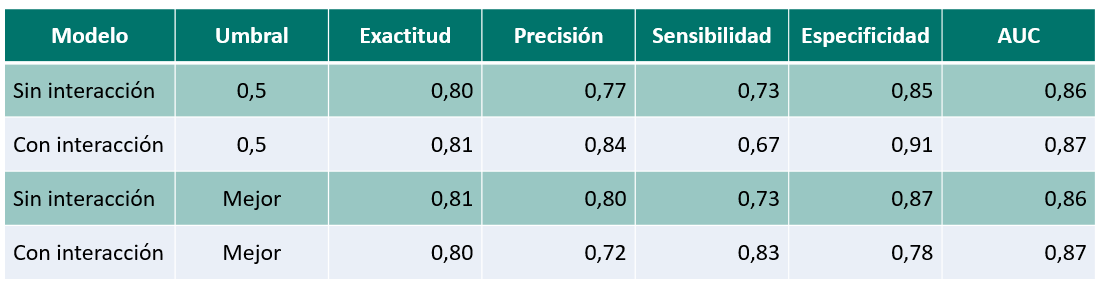 Modelo Umbral Exactitud Precisión Sensibilidad Especificidad AUC
Sin interacción 0,5 0,80 0,77 0,73 0,85 0,86
Con interacción 0,5 0,81 0,84 0,67 0,91 0,87
Sin interacción Mejor 0,81 0,80 0,73 0,87 0,86
Con interacción Mejor 0,80 0,72 0,83 0,78 0,87